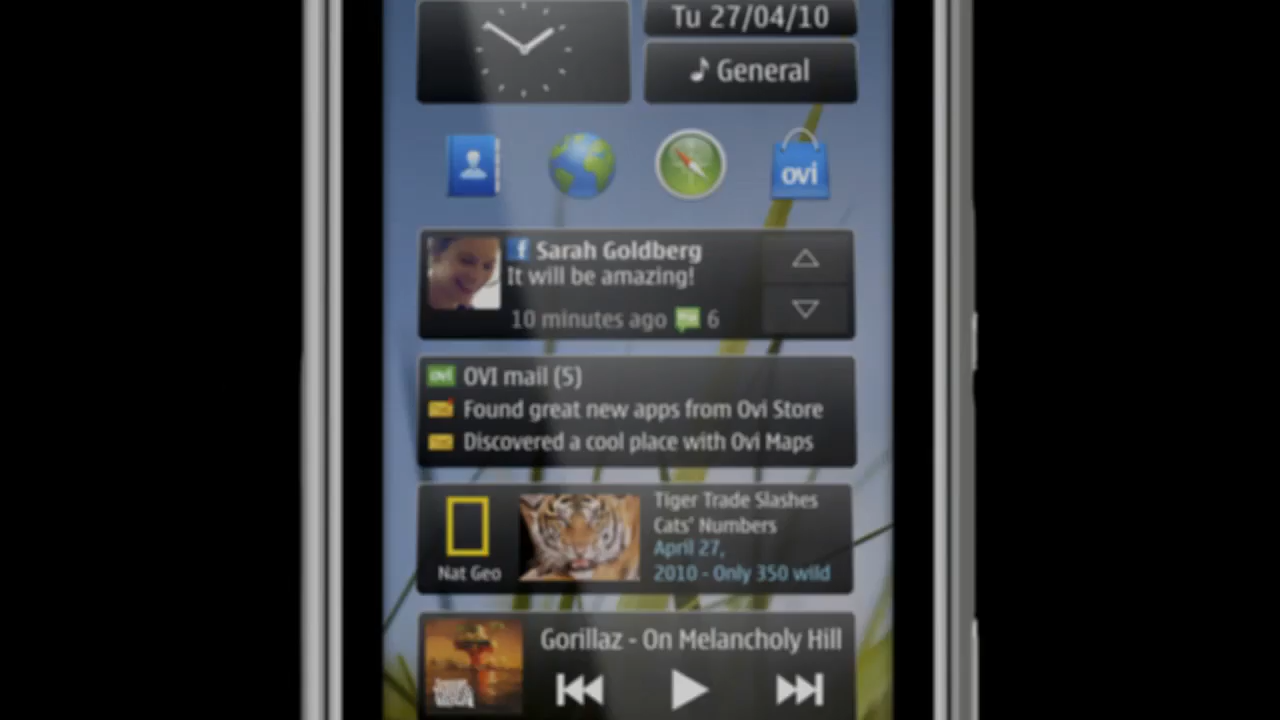 Tu 27/04/10
General
ovi
f Sarah Goldberg
It will be amazing!
10 minutes ago 6
ovi OVI mail (5)
Found great new apps from Ovi Store
Discovered a cool place with Ovi Maps
Tiger Trade Slashes
Cats' Numbers
April 27,
2010 - Only 350 wild
Nat Geo
Gorillaz - On Melancholy Hill